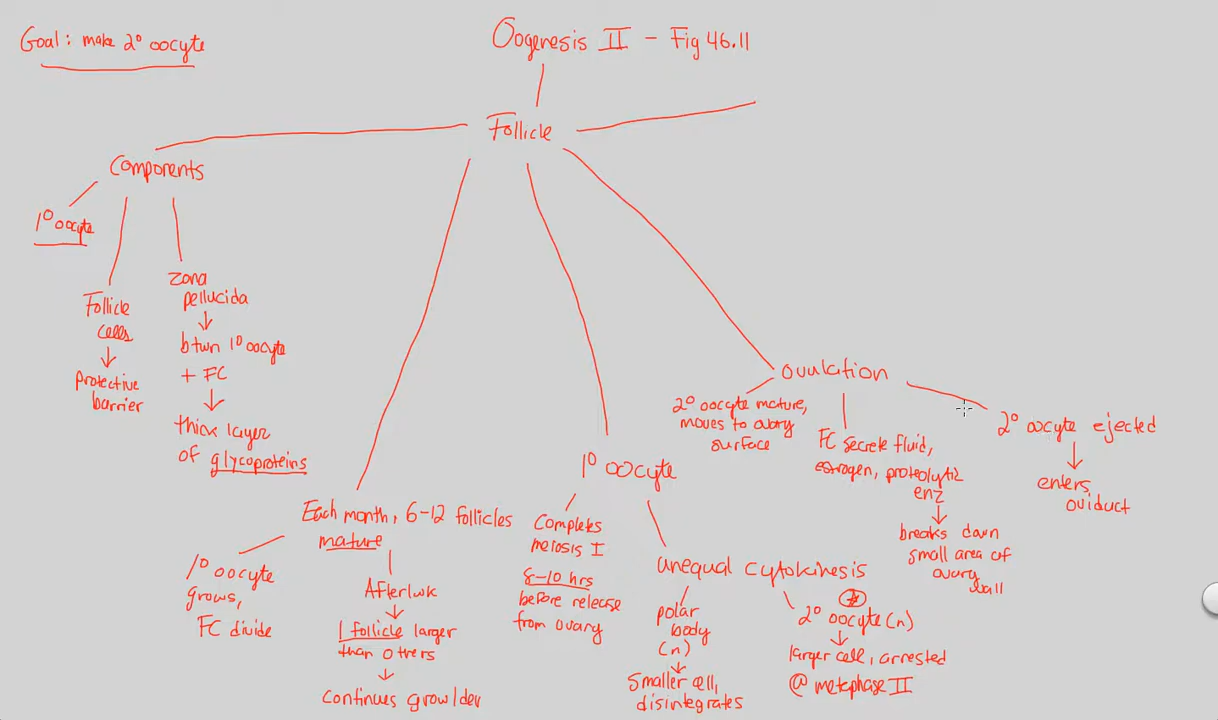 Goal: make 2° oocyte
Oogenesis II - Fig 46.11
Follicle
Components
1° oocyte
Follicle
cells
↓
protective
barrier
zona
pellucida
↓
btwn 1° oocyte
+ FC
↓
thick layer
of glycoproteins
Each month, 6-12 follicles
mature
1° oocyte
grows,
FC divide
After 1wk
↓
1 follicle larger
than others
↓
continues grow/dev
1° oocyte
Completes
meiosis I
8-10 hrs
before release
from ovary
unequal cytokinesis
polar
body
(n)
↓
smaller cell,
disintegrates
*
2° oocyte (n)
↓
larger cell, arrested
@ metaphase II
ovulation
2° oocyte mature,
moves to ovary
surface
FC secrete fluid,
estrogen, proteolytic
enz
↓
breaks down
small area of
ovary
wall
2° oocyte ejected
↓
enters
oviduct